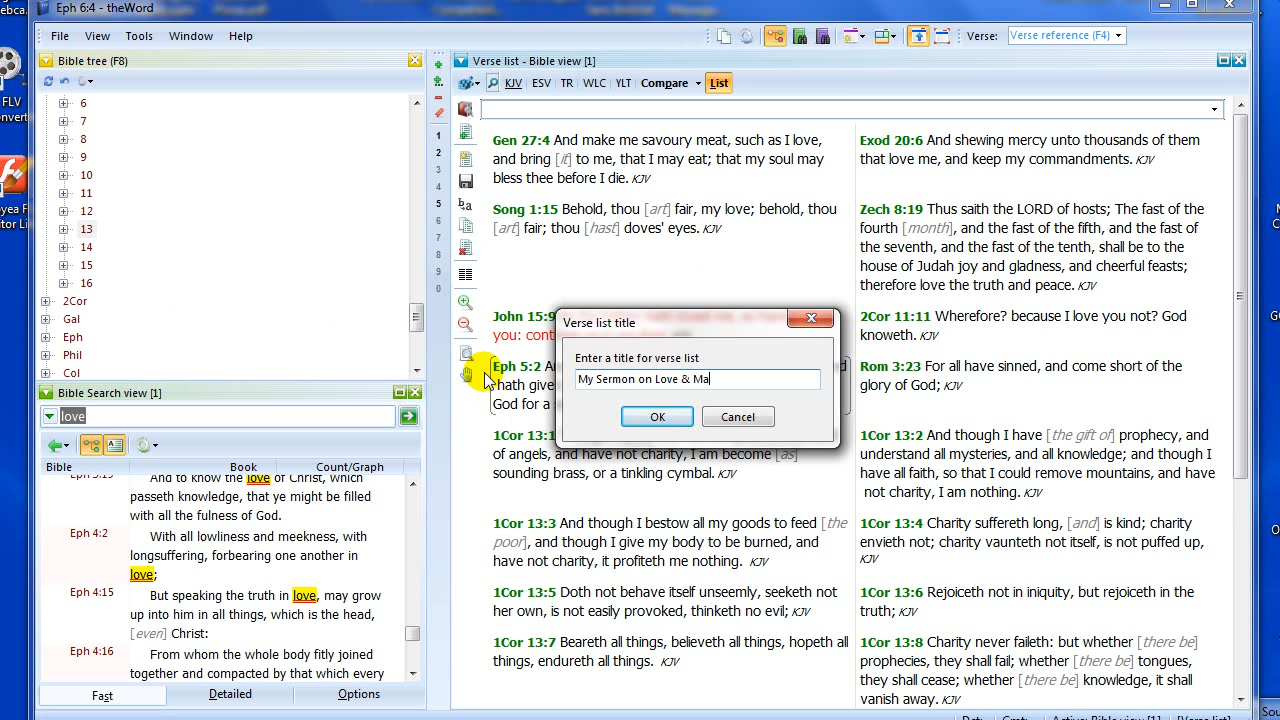 Eph 6:4 - theWord
File View Tools Window Help Verse: Verse reference (F4)
Bible tree (F8)
6
7
8
9
10
11
12
13
14
15
16
2Cor
Gal
Eph
Phil
Col
Bible Search view [1]
love
Bible Book Count/Graph
And to know the love of Christ, which
passeth knowledge, that ye might be filled
with all the fulness of God.
Eph 4:2 With all lowliness and meekness, with
longsuffering, forbearing one another in
love;
Eph 4:15 But speaking the truth in love, may grow
up into him in all things, which is the head,
[even] Christ:
Eph 4:16 From whom the whole body fitly joined
together and compacted by that which every
Fast Detailed Options
1
2
3
4
5
6
7
8
9
0
Verse list - Bible view [1]
KJV ESV TR WLC YLT Compare List
Gen 27:4 And make me savoury meat, such as I love,
and bring [it] to me, that I may eat; that my soul may
bless thee before I die. KJV
Exod 20:6 And shewing mercy unto thousands of them
that love me, and keep my commandments. KJV
Song 1:15 Behold, thou [art] fair, my love; behold, thou
[art] fair; thou [hast] doves' eyes. KJV
Zech 8:19 Thus saith the LORD of hosts; The fast of the
fourth [month], and the fast of the fifth, and the fast of
the seventh, and the fast of the tenth, shall be to the
house of Judah joy and gladness, and cheerful feasts;
therefore love the truth and peace. KJV
John 15:9
you:
2Cor 11:11 Wherefore? because I love you not? God
knoweth. KJV
Eph 5:2
hath
God for a
Rom 3:23 For all have sinned, and come short of the
glory of God; KJV
Verse list title
Enter a title for verse list
My Sermon on Love & Ma
OK Cancel
of angels, and have not charity, I am become [as]
sounding brass, or a tinkling cymbal. KJV
1Cor 13:2 And though I have [the gift of] prophecy, and
understand all mysteries, and all knowledge; and though I
have all faith, so that I could remove mountains, and have
not charity, I am nothing. KJV
1Cor 13:3 And though I bestow all my goods to feed [the
poor], and though I give my body to be burned, and
have not charity, it profiteth me nothing. KJV
1Cor 13:4 Charity suffereth long, [and] is kind; charity
envieth not; charity vaunteth not itself, is not puffed up,
KJV
1Cor 13:5 Doth not behave itself unseemly, seeketh not
her own, is not easily provoked, thinketh no evil; KJV
1Cor 13:6 Rejoiceth not in iniquity, but rejoiceth in the
truth; KJV
1Cor 13:7 Beareth all things, believeth all things, hopeth all
things, endureth all things. KJV
1Cor 13:8 Charity never faileth: but whether [there be]
prophecies, they shall fail; whether [there be] tongues,
they shall cease; whether [there be] knowledge, it shall
vanish away. KJV
FLV